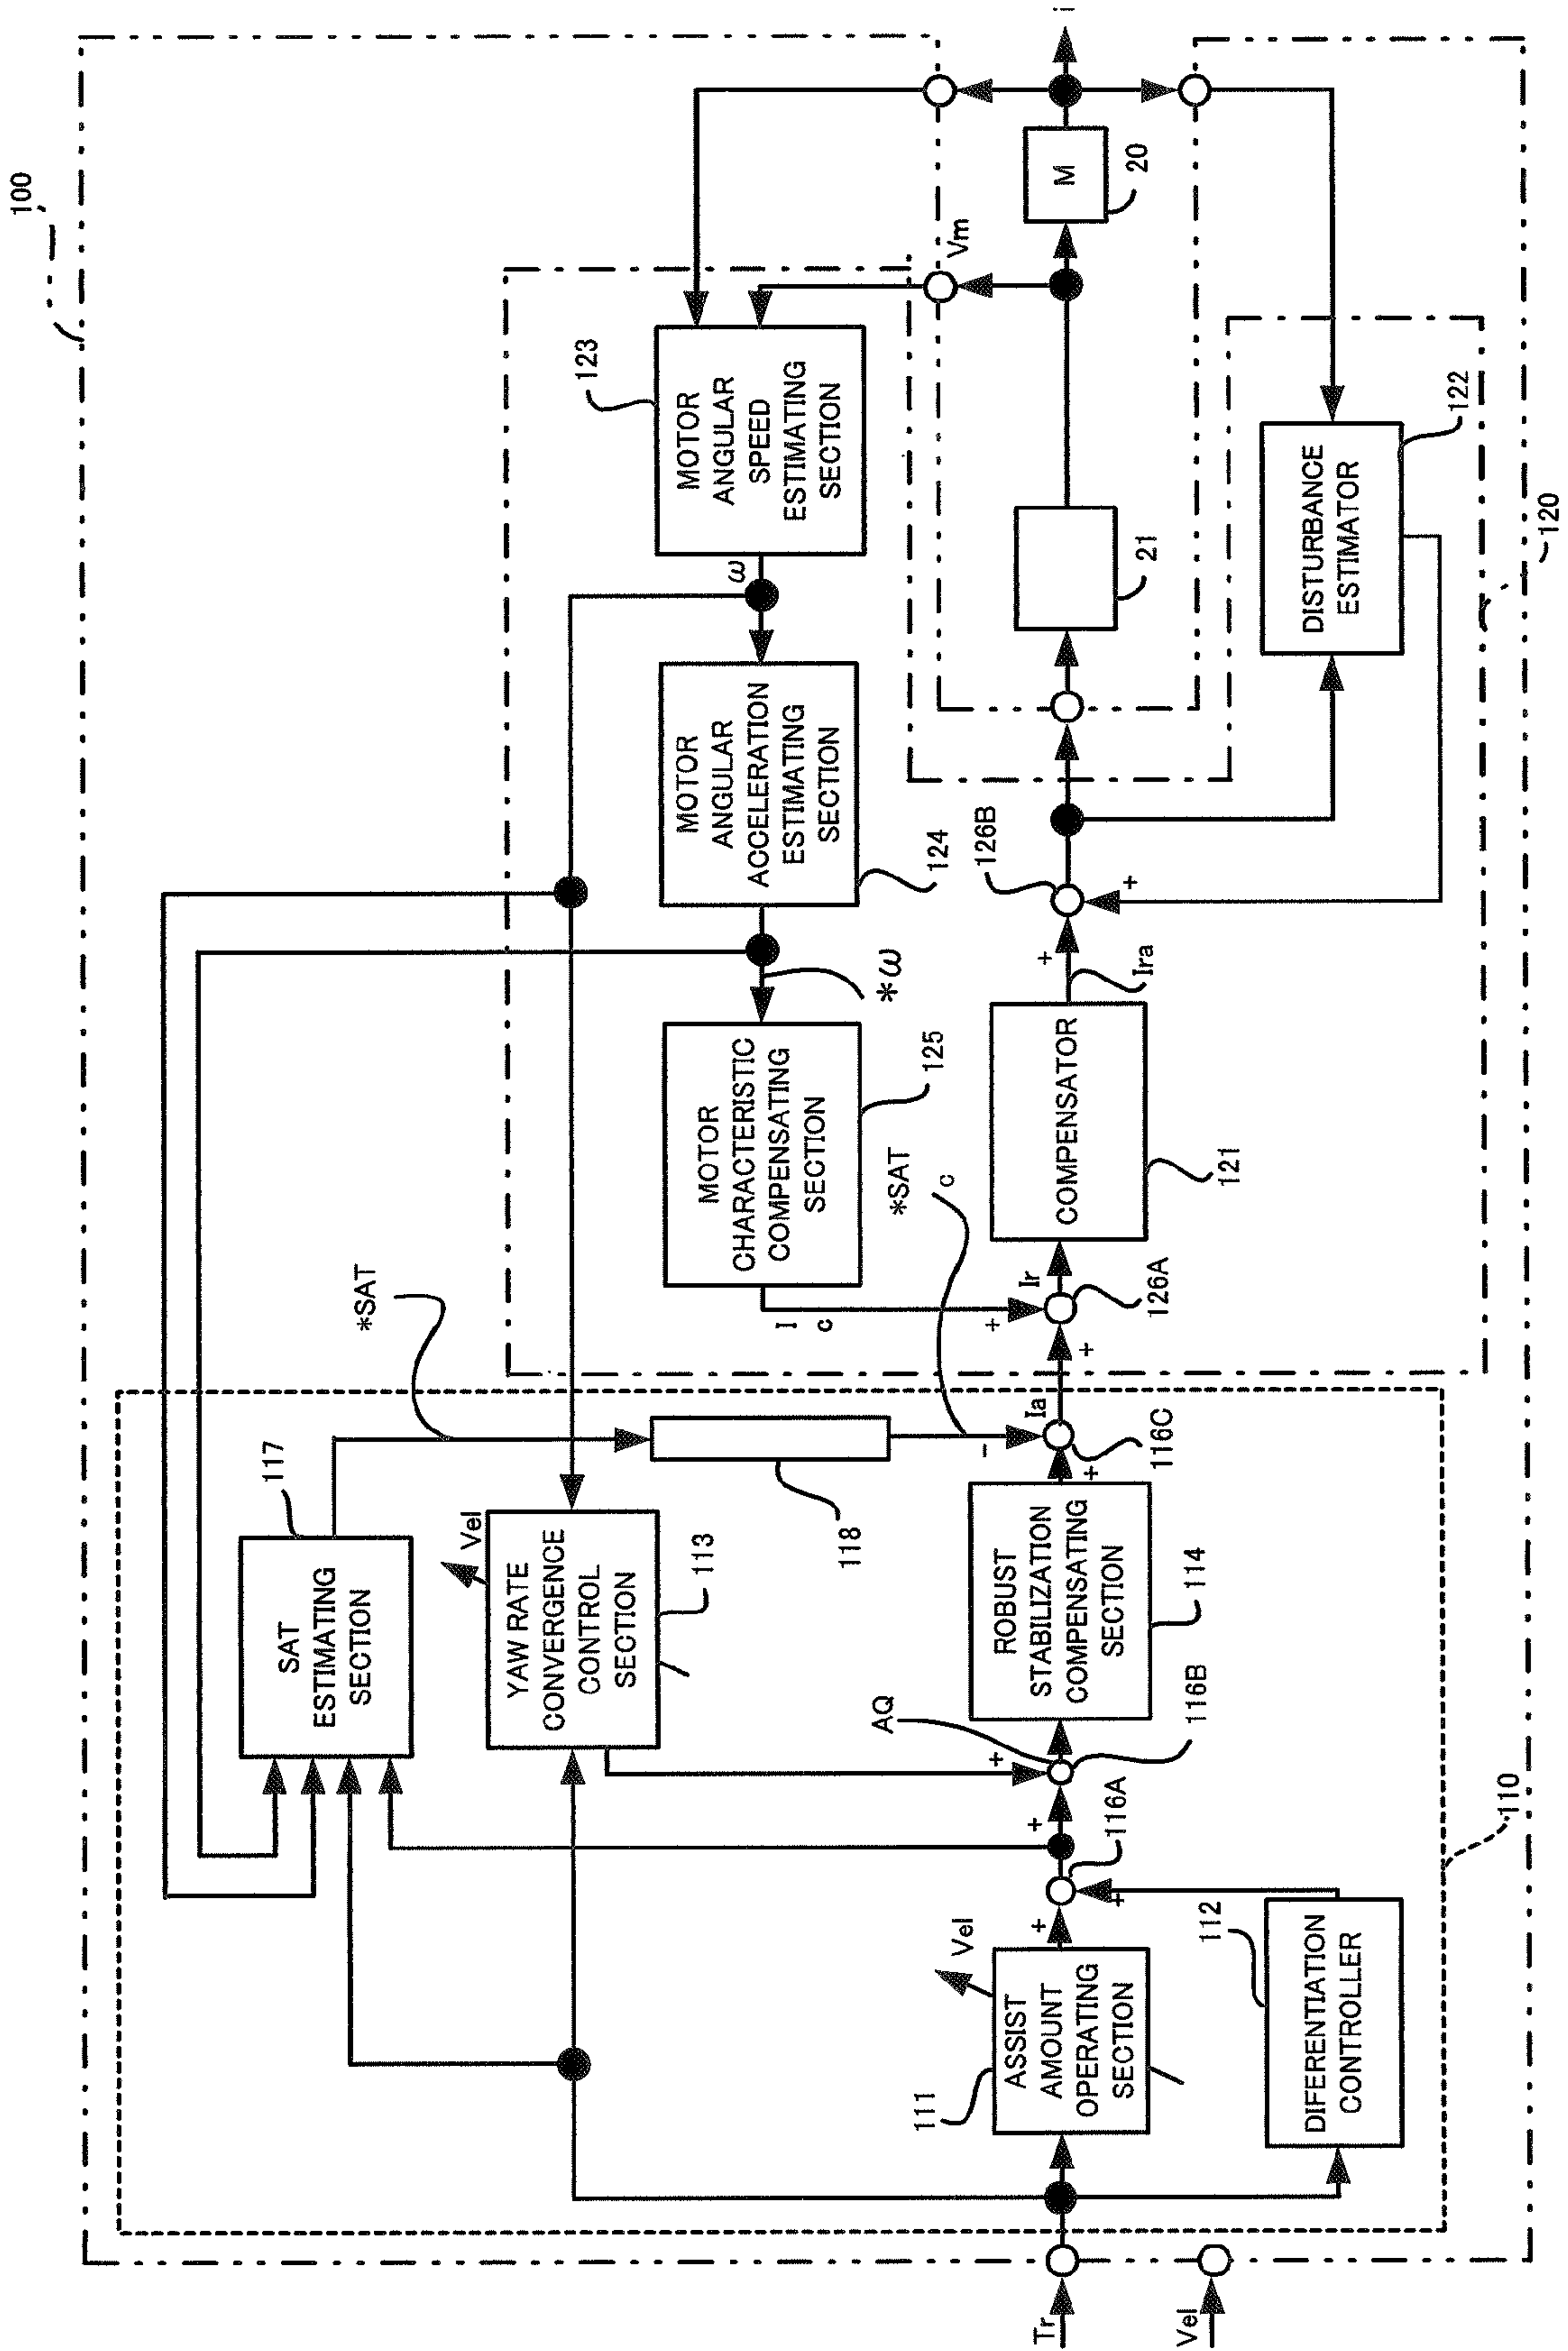 100
117
SAT
ESTIMATING
SECTION
*SAT
Vel
YAW RATE
CONVERGENCE
CONTROL
SECTION
113
118
123
MOTOR
ANGULAR
SPEED
ESTIMATING
SECTION
ω
MOTOR
ANGULAR
ACCELERATION
ESTIMATING
SECTION
124
*ω
MOTOR
CHARACTERISTIC
COMPENSATING
SECTION
125
I c
*SAT c
Vm
Tr
Vel
111
ASSIST
AMOUNT
OPERATING
SECTION
Vel
+
+
116A
+
+
AQ
116B
ROBUST
STABILIZATION
COMPENSATING
SECTION
114
+
-
Ia
116C
+
+
Ir
126A
COMPENSATOR
121
Ira
+
+
126B
21
M
20
i
112
DIFERENTIATION
CONTROLLER
DISTURBANCE
ESTIMATOR
122
110
120